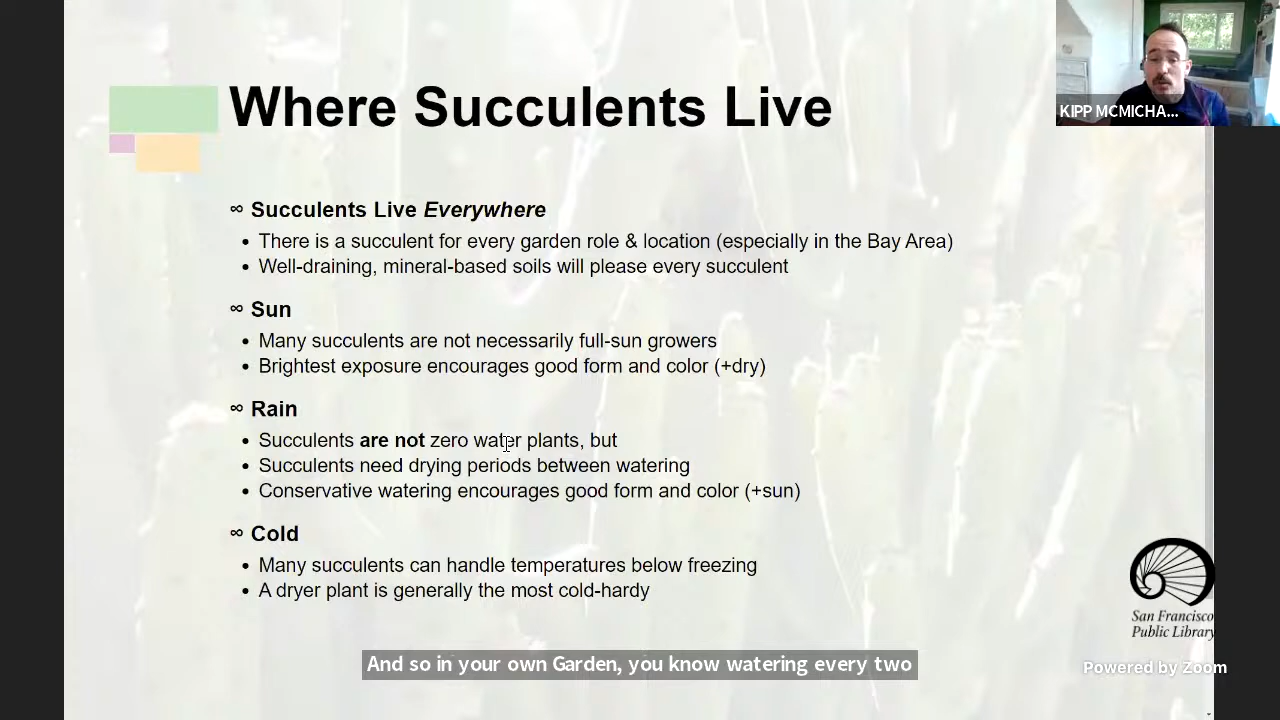 Where Succulents Live
KIPP MCMICHA...
∞ Succulents Live Everywhere
• There is a succulent for every garden role & location (especially in the Bay Area)
• Well-draining, mineral-based soils will please every succulent
∞ Sun
• Many succulents are not necessarily full-sun growers
• Brightest exposure encourages good form and color (+dry)
∞ Rain
• Succulents are not zero water plants, but
• Succulents need drying periods between watering
• Conservative watering encourages good form and color (+sun)
∞ Cold
• Many succulents can handle temperatures below freezing
• A dryer plant is generally the most cold-hardy
San Francisco
Public Library
And so in your own Garden, you know watering every two
Powered by Zoom